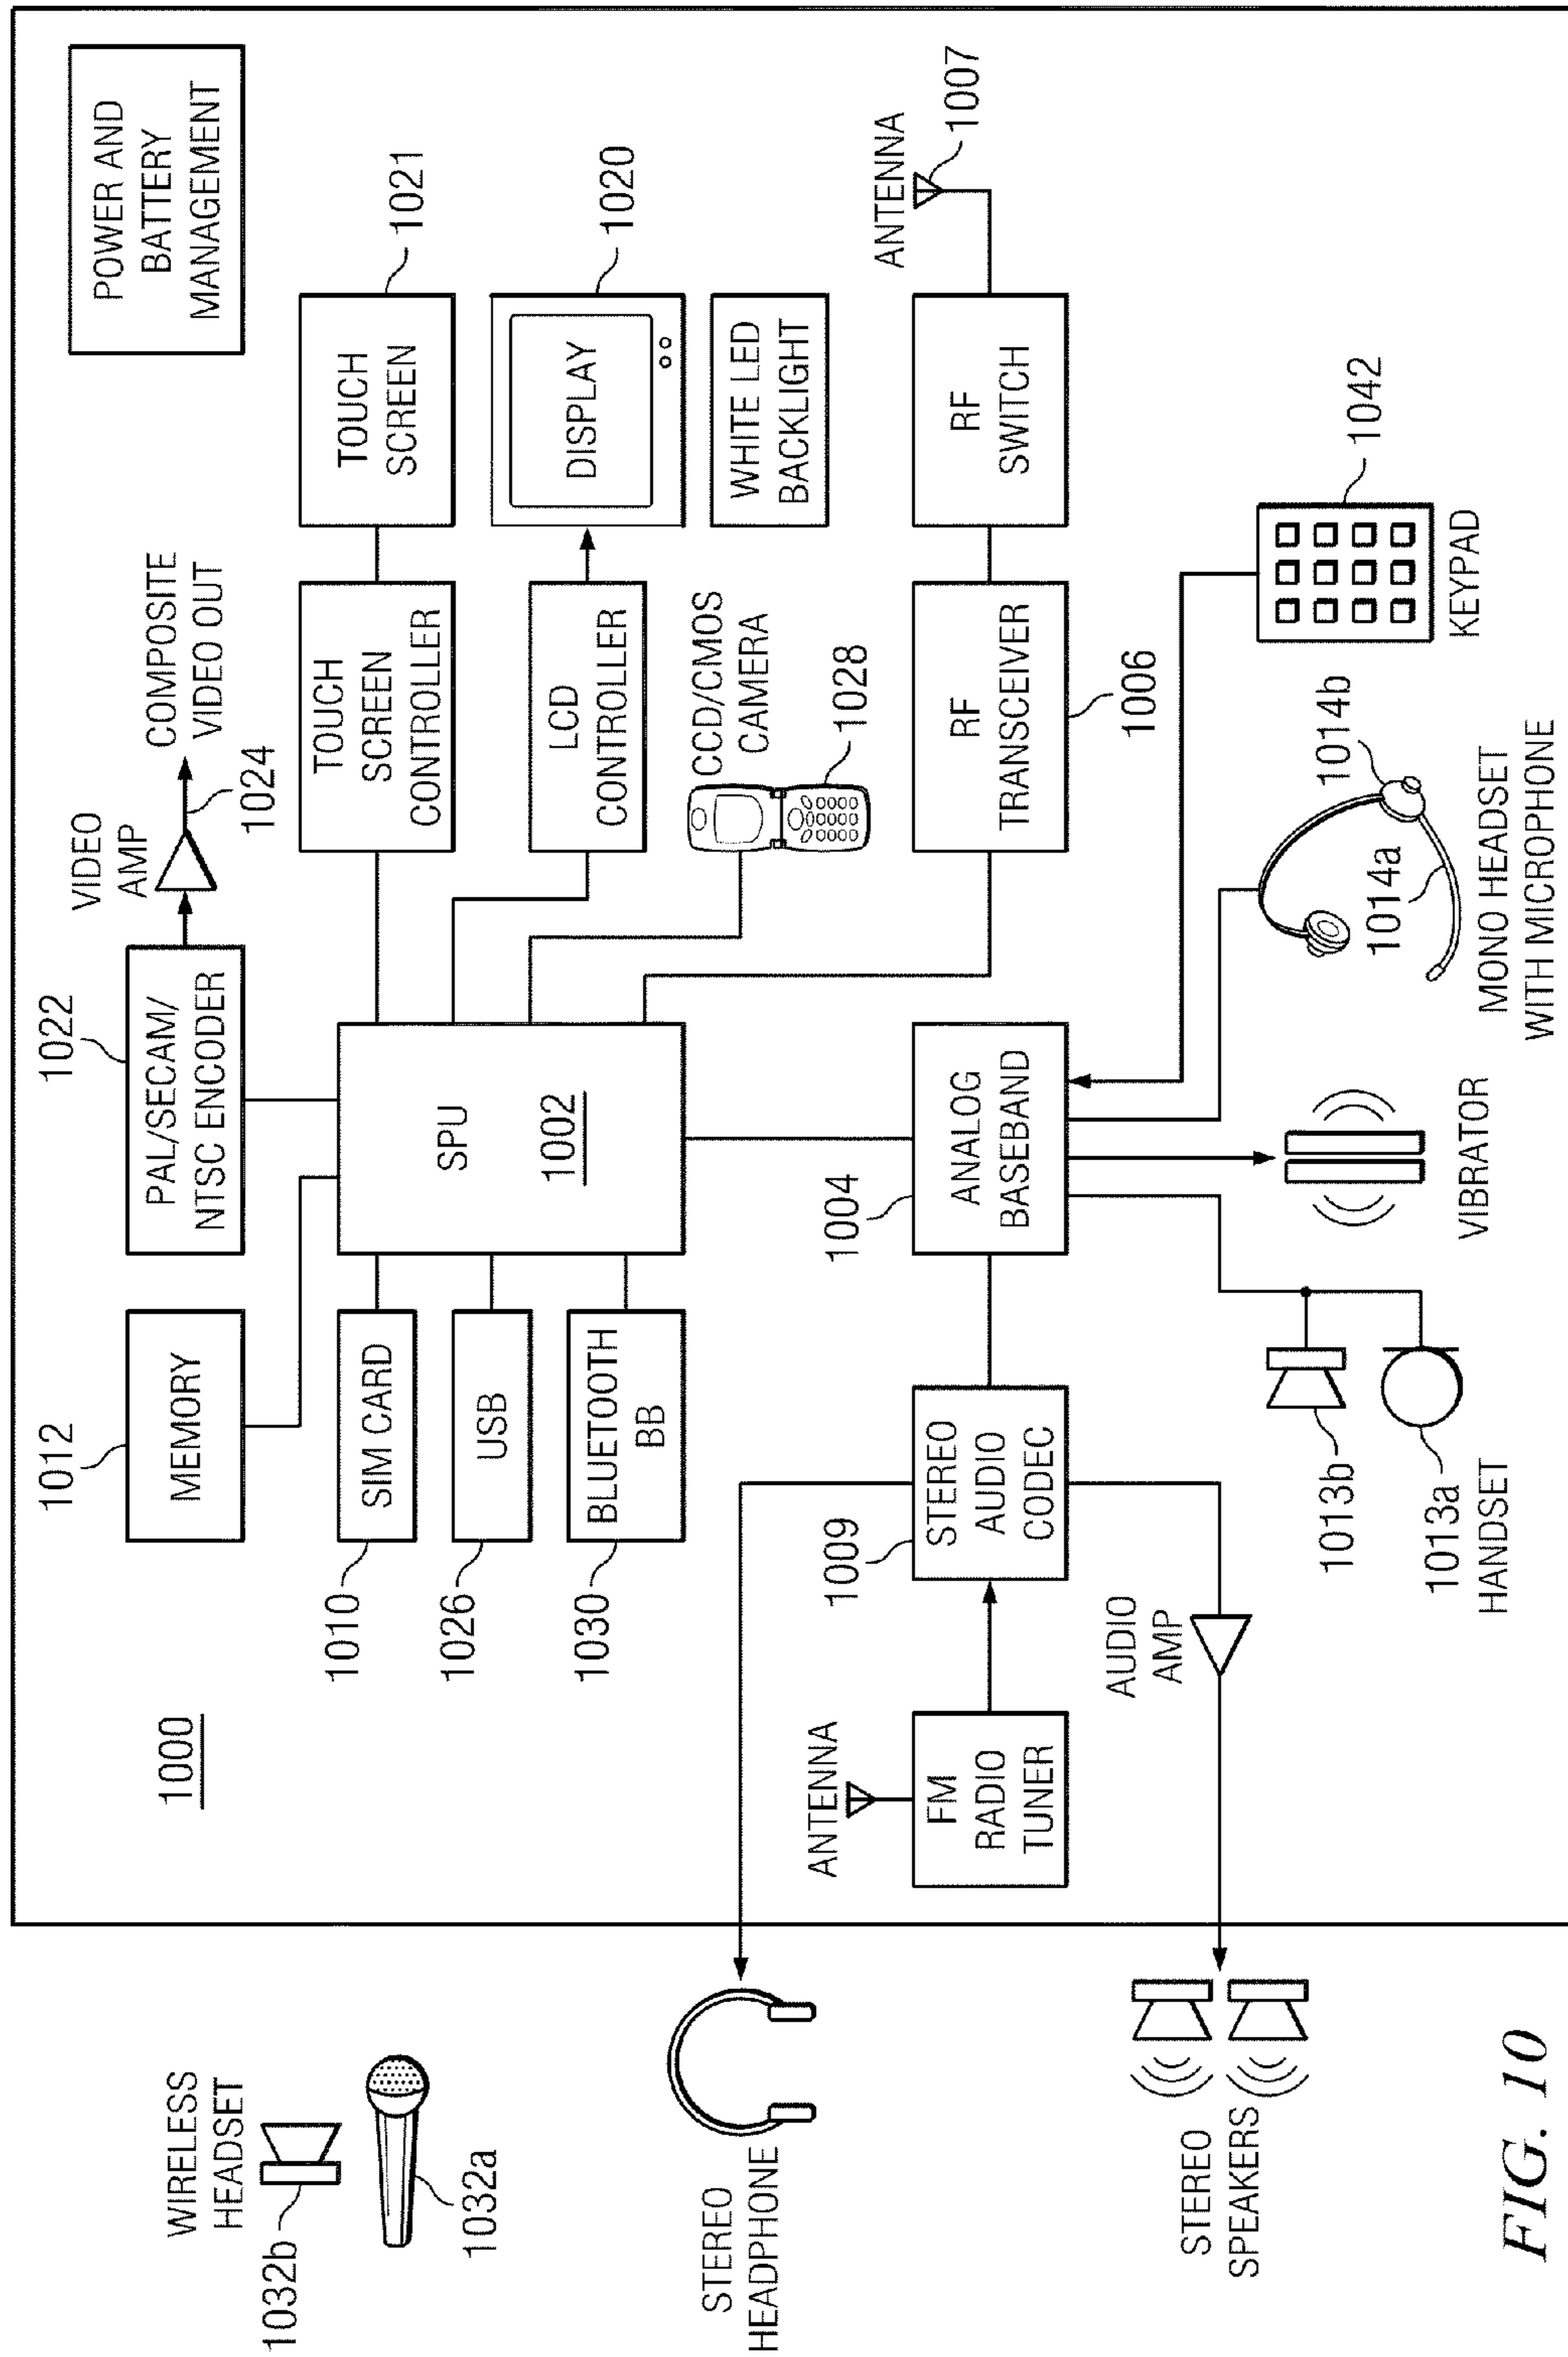 POWER AND
BATTERY
MANAGEMENT
1012
MEMORY
1022
PAL/SECAM/
NTSC ENCODER
VIDEO
AMP
1024
COMPOSITE
VIDEO OUT
1000
WIRELESS
HEADSET
1032b
1032a
1010
SIM CARD
1026
USB
1030
BLUETOOTH
BB
SPU
1002
TOUCH
SCREEN
CONTROLLER
TOUCH
SCREEN
1021
LCD
CONTROLLER
DISPLAY
1020
CCD/CMOS
CAMERA
1028
WHITE LED
BACKLIGHT
STEREO
HEADPHONE
ANTENNA
FM
RADIO
TUNER
1009
STEREO
AUDIO
CODEC
1004
ANALOG
BASEBAND
RF
TRANSCEIVER
1006
RF
SWITCH
ANTENNA
1007
AUDIO
AMP
STEREO
SPEAKERS
1013b
1013a
HANDSET
VIBRATOR
1014a
1014b
MONO HEADSET
WITH MICROPHONE
1042
KEYPAD
FIG. 10